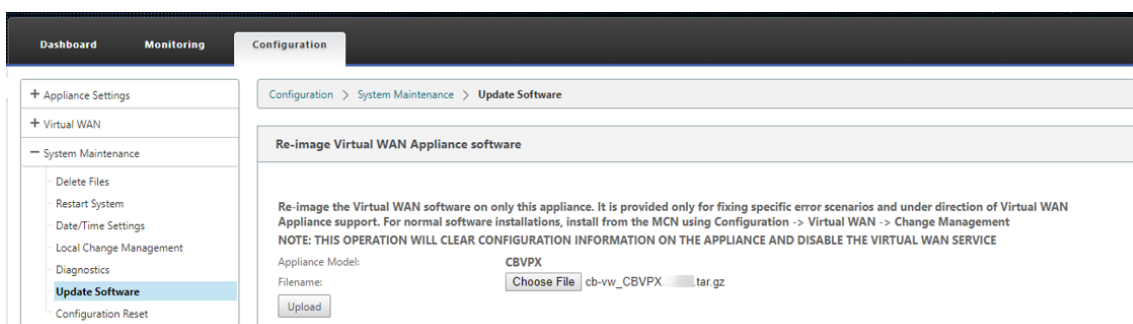 Dashboard Monitoring Configuration
+ Appliance Settings
+ Virtual WAN
− System Maintenance
Delete Files
Restart System
Date/Time Settings
Local Change Management
Diagnostics
Update Software
Configuration Reset
Configuration > System Maintenance > Update Software
Re-image Virtual WAN Appliance software
Re-image the Virtual WAN software on only this appliance. It is provided only for fixing specific error scenarios and under direction of Virtual WAN
Appliance support. For normal software installations, install from the MCN using Configuration -> Virtual WAN -> Change Management
NOTE: THIS OPERATION WILL CLEAR CONFIGURATION INFORMATION ON THE APPLIANCE AND DISABLE THE VIRTUAL WAN SERVICE
Appliance Model: CBVPX
Filename: Choose File cb-vw_CBVPX .tar.gz
Upload